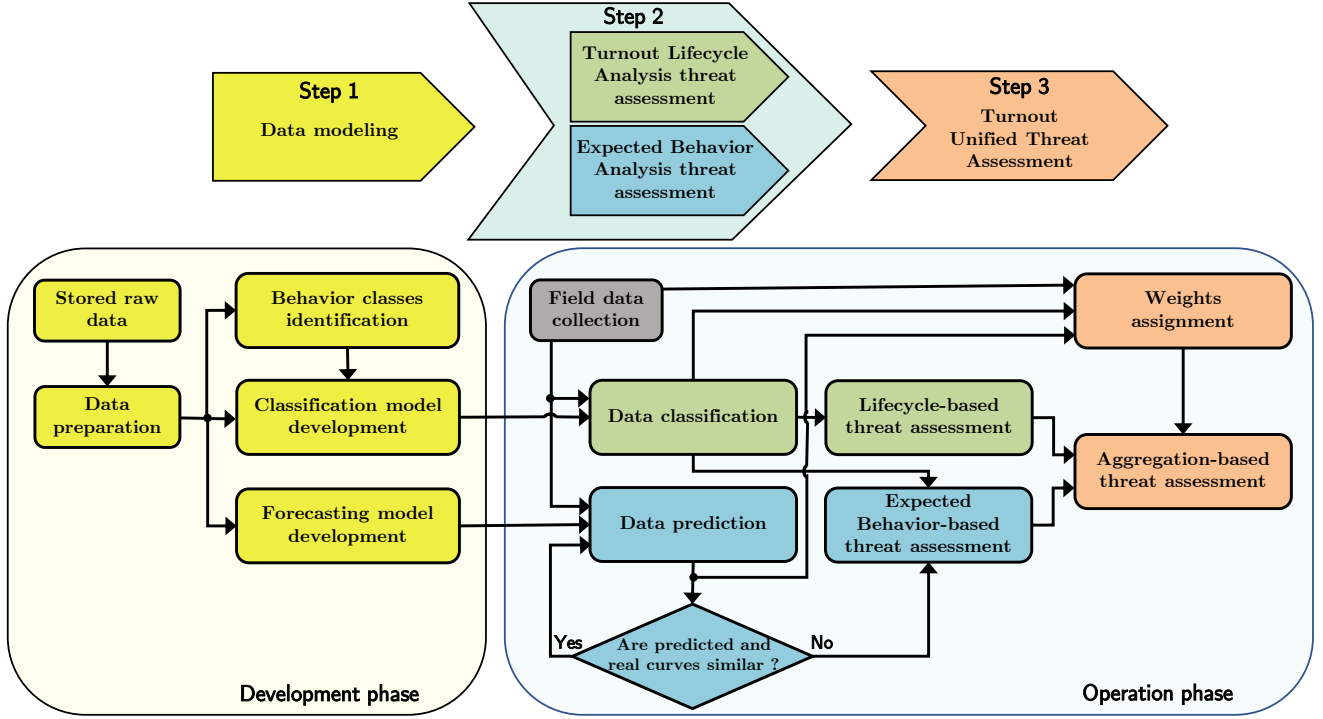 Step 1
Data modeling
Step 2
Turnout Lifecycle
Analysis threat
assessment
Expected Behavior
Analysis threat
assessment
Step 3
Turnout
Unified Threat
Assessment
Stored raw
data
Data
preparation
Behavior classes
identification
Classification model
development
Forecasting model
development
Development phase
Field data
collection
Data classification
Data prediction
Are predicted and
real curves similar ?
Yes
No
Lifecycle-based
threat assessment
Expected
Behavior-based
threat assessment
Weights
assignment
Aggregation-based
threat assessment
Operation phase